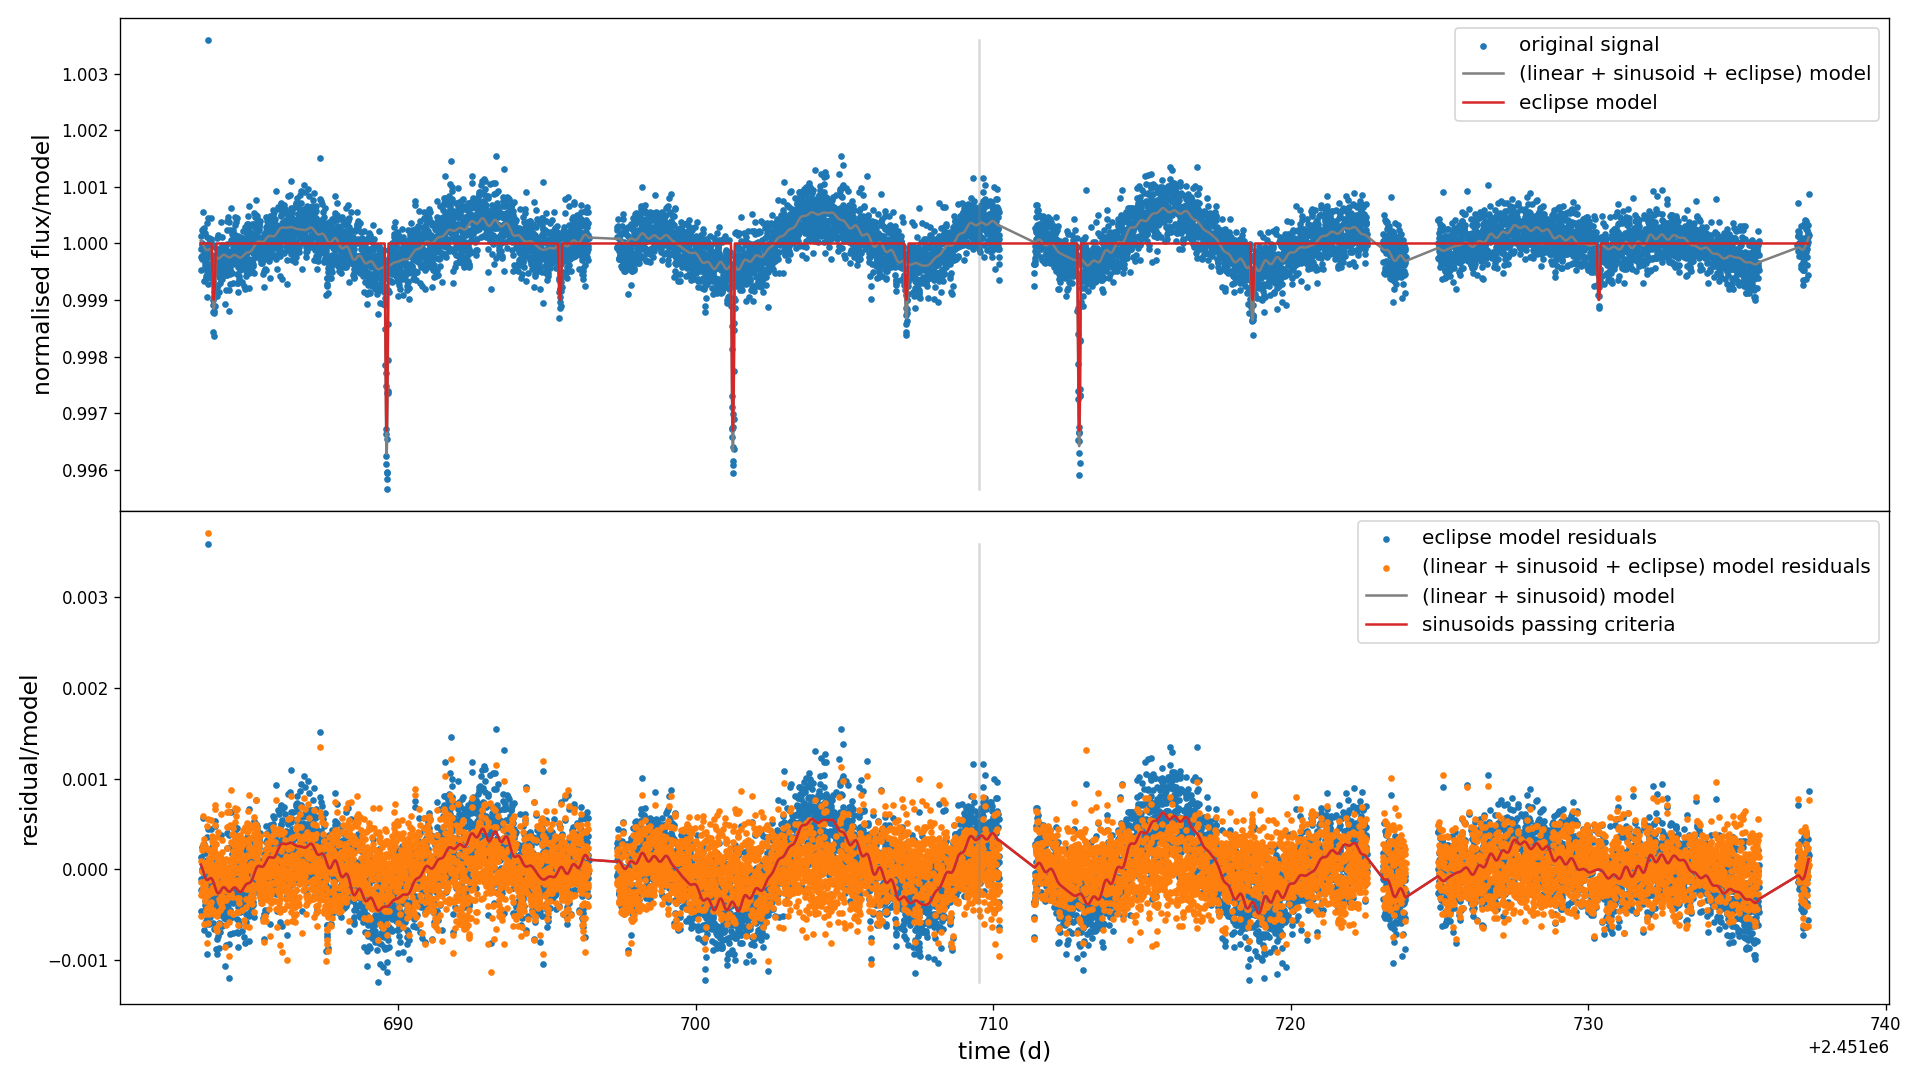 normalised flux/model
1.003
1.002
1.001
1.000
0.999
0.998
0.997
0.996
original signal
(linear + sinusoid + eclipse) model
eclipse model
residual/model
0.003
0.002
0.001
0.000
−0.001
eclipse model residuals
(linear + sinusoid + eclipse) model residuals
(linear + sinusoid) model
sinusoids passing criteria
690
700
710
720
730
740
time (d)
+2.451e6